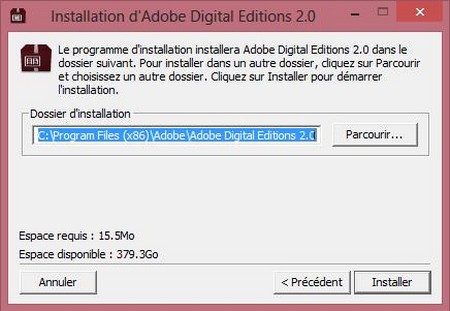 Installation d'Adobe Digital Editions 2.0
Le programme d'installation installera Adobe Digital Editions 2.0 dans le
dossier suivant. Pour installer dans un autre dossier, cliquez sur Parcourir
et choisissez un autre dossier. Cliquez sur Installer pour démarrer
l'installation.
Dossier d'installation
C:\Program Files (x86)\Adobe\Adobe Digital Editions 2.0
Parcourir...
Espace requis : 15.5Mo
Espace disponible : 379.3Go
Annuler
< Précédent
Installer